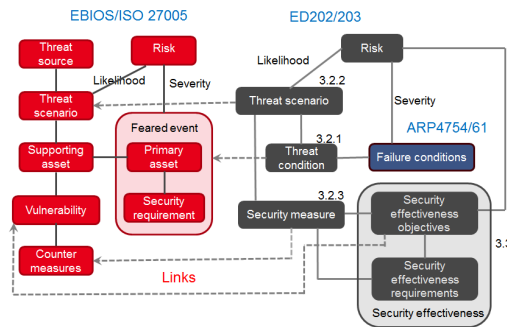 EBIOS/ISO 27005
ED202/203
Threat
source
Risk
Risk
Likelihood
Severity
Likelihood
3.2.2
Threat
scenario
Threat scenario
Severity
Feared event
3.2.1
ARP4754/61
Supporting
asset
Primary
asset
Threat
condition
Failure conditions
Vulnerability
Security
requirement
3.2.3
Security measure
Security
effectiveness
objectives
3.3
Counter
measures
Links
Security
effectiveness
requirements
Security effectiveness